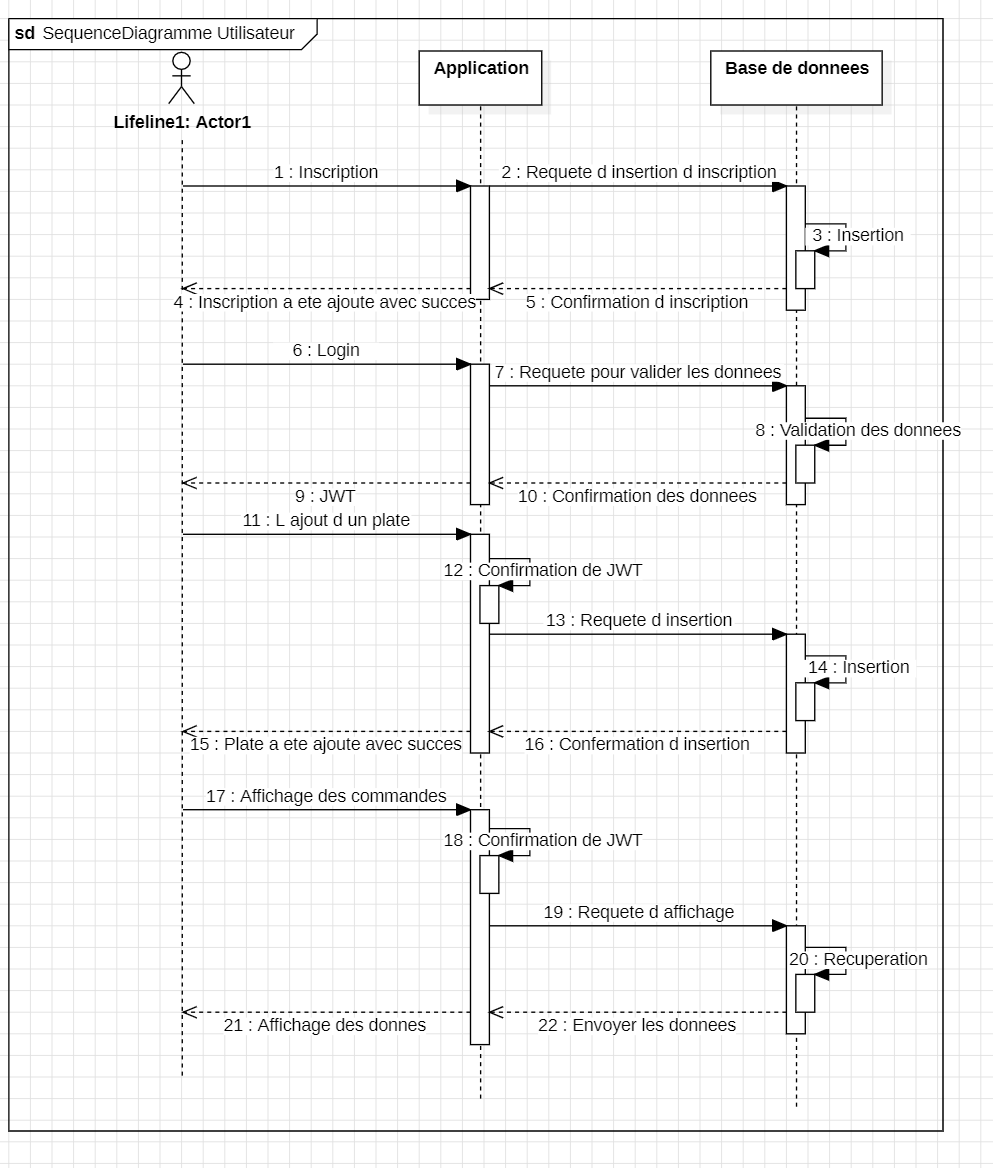 sd SequenceDiagramme Utilisateur
Application
Base de donnees
Lifeline1: Actor1
1 : Inscription
2 : Requete d insertion d inscription
3 : Insertion
4 : Inscription a ete ajoute avec succes
5 : Confirmation d inscription
6 : Login
7 : Requete pour valider les donnees
8 : Validation des donnees
9 : JWT
10 : Confirmation des donnees
11 : L ajout d un plate
12 : Confirmation de JWT
13 : Requete d insertion
14 : Insertion
15 : Plate a ete ajoute avec succes
16 : Confermation d insertion
17 : Affichage des commandes
18 : Confirmation de JWT
19 : Requete d affichage
20 : Recuperation
21 : Affichage des donnes
22 : Envoyer les donnees